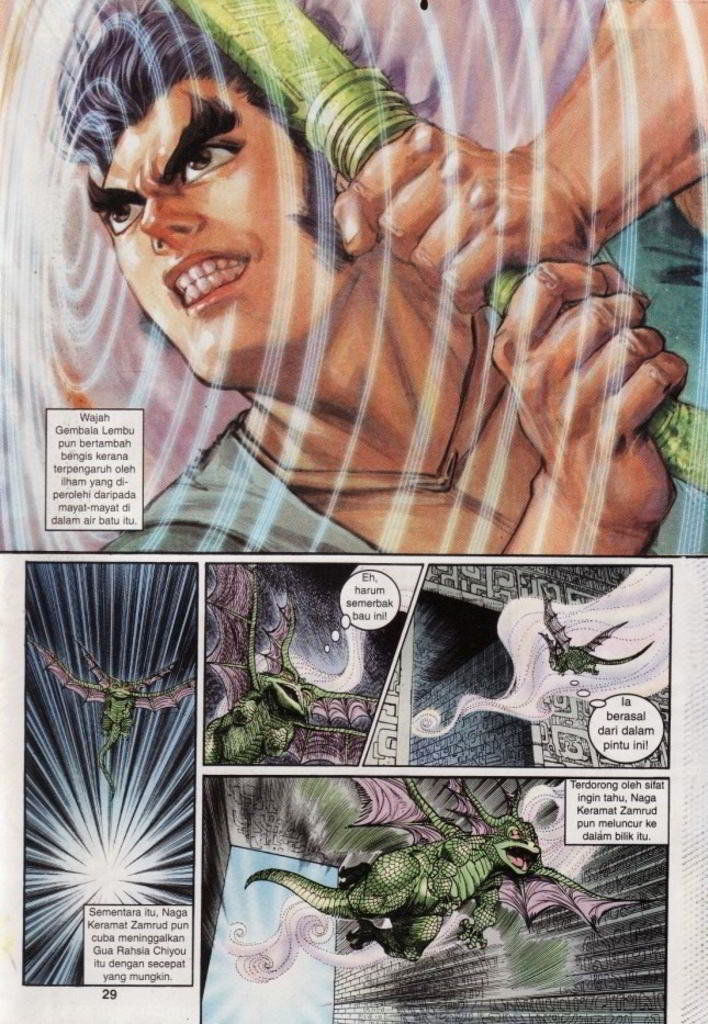 Wajah
Gembala Lembu
pun bertambah
bengis kerana
terpengaruh oleh
ilham yang di-
perolehi daripada
mayat-mayat di
dalam air batu itu.
Sementara itu, Naga
Keramat Zamrud pun
cuba meninggalkan
Gua Rahsia Chiyou
itu dengan secepat
yang mungkin.
Eh,
harum
semerbak
bau ini!
Ia
berasal
dari dalam
pintu ini!
Terdorong oleh sifat
ingin tahu, Naga
Keramat Zamrud
pun meluncur ke
dalam bilik itu.
29